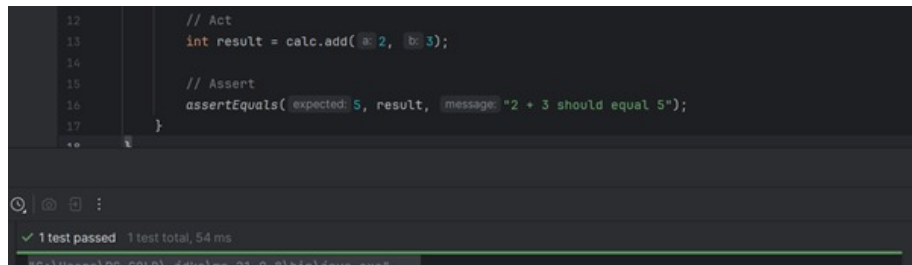 12 // Act
13 int result = calc.add( a: 2, b: 3);
14
15 // Assert
16 assertEquals( expected: 5, result, message: "2 + 3 should equal 5");
17 }
18 }
✓ 1 test passed 1 test total, 54 ms